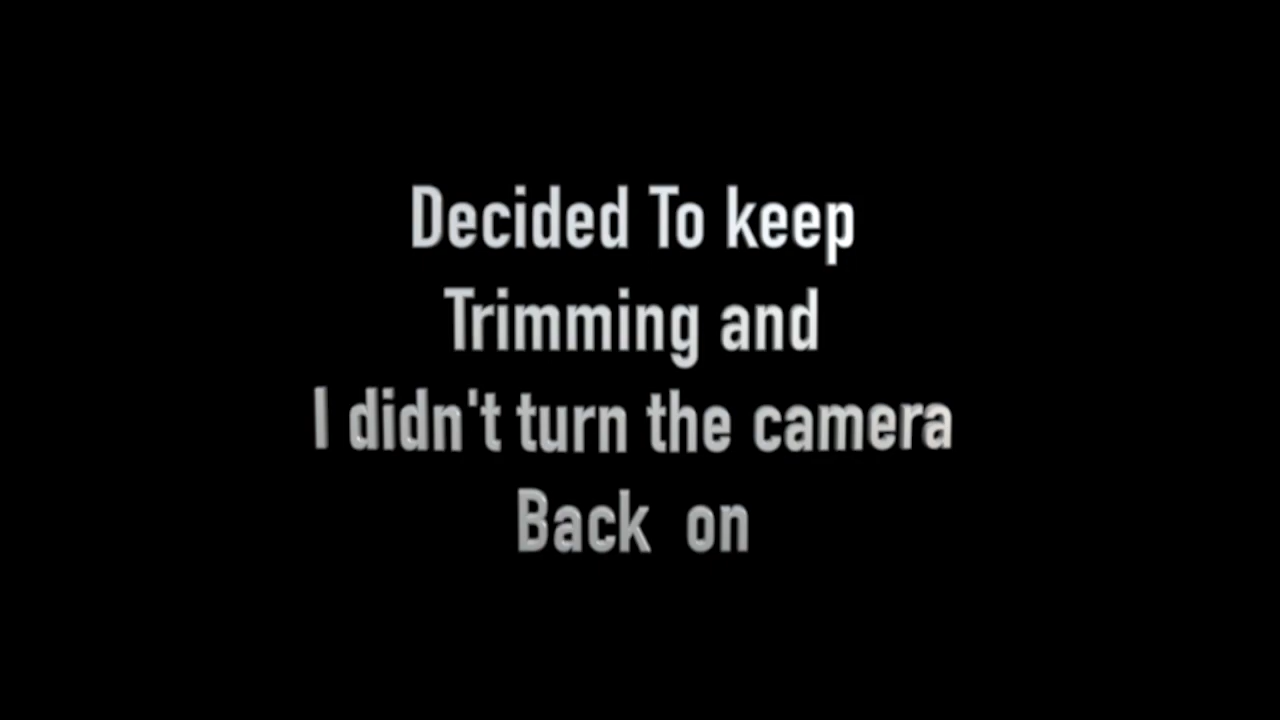 Decided To keep
Trimming and
I didn't turn the camera
Back  on